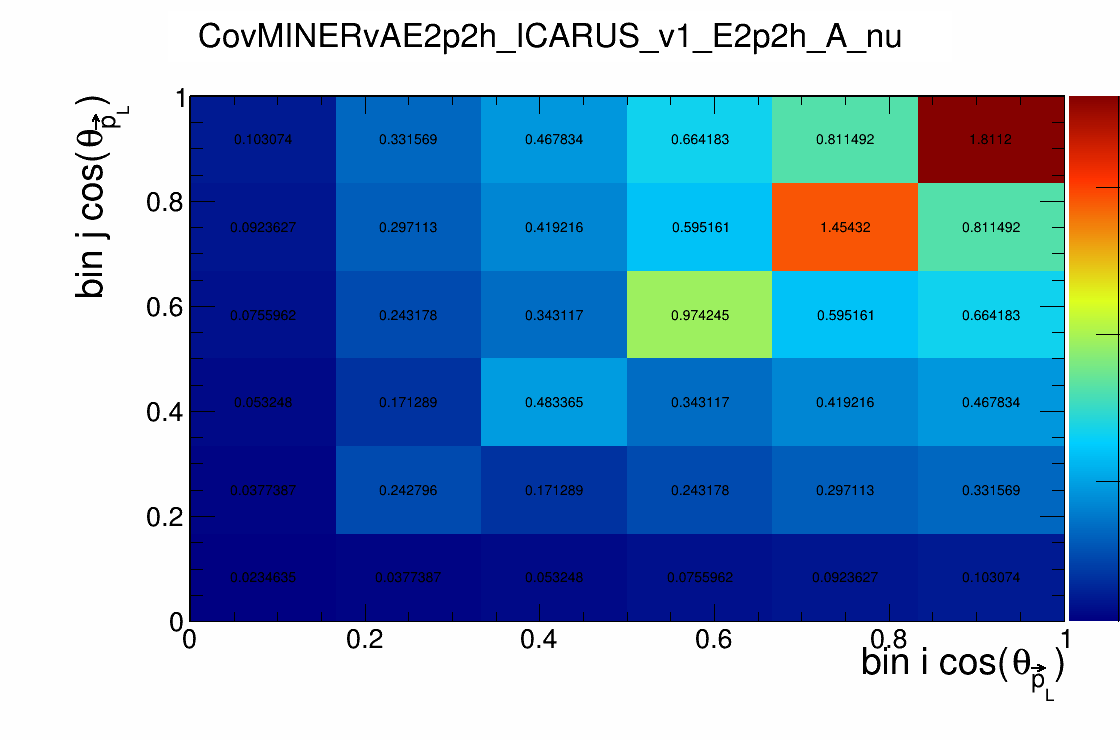 CovMINERvAE2p2h_ICARUS_v1_E2p2h_A_nu
bin j cos(θ_p⃗_L)
1
0.8
0.6
0.4
0.2
0
0.103074 0.331569 0.467834 0.664183 0.811492 1.8112
0.0923627 0.297113 0.419216 0.595161 1.45432 0.811492
0.0755962 0.243178 0.343117 0.974245 0.595161 0.664183
0.053248 0.171289 0.483365 0.343117 0.419216 0.467834
0.0377387 0.242796 0.171289 0.243178 0.297113 0.331569
0.0234835 0.0377387 0.053248 0.0755962 0.0923627 0.103074
0 0.2 0.4 0.6 0.8 1
bin i cos(θ_p⃗_L)